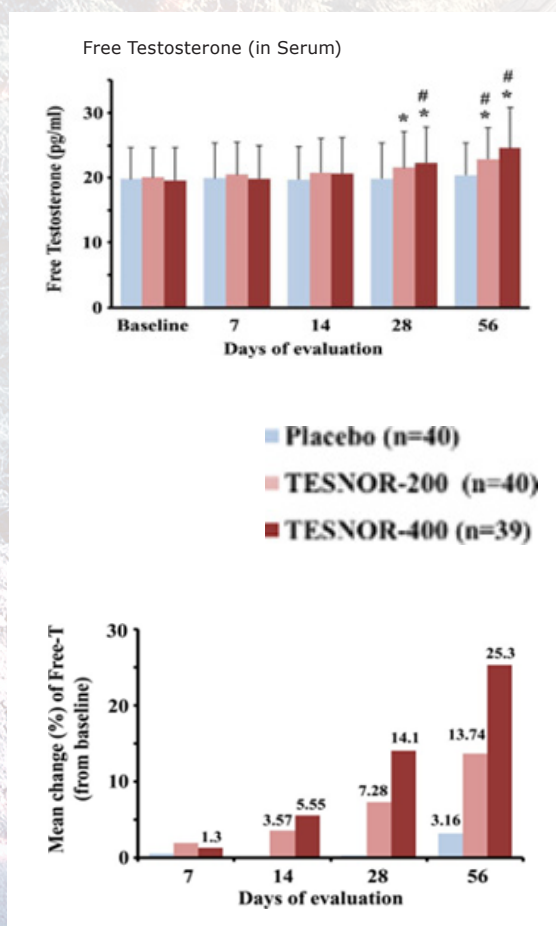 Free Testosterone (in Serum)
Free Testosterone (pg/ml)
30
20
10
0
* # * # * # *
Baseline 7 14 28 56
Days of evaluation
Placebo (n=40)
TESNOR-200 (n=40)
TESNOR-400 (n=39)
Mean change (%) of Free-T
(from baseline)
30
20
10
0
1.3
3.57 5.55
7.28 14.1
3.16 13.74 25.3
7 14 28 56
Days of evaluation